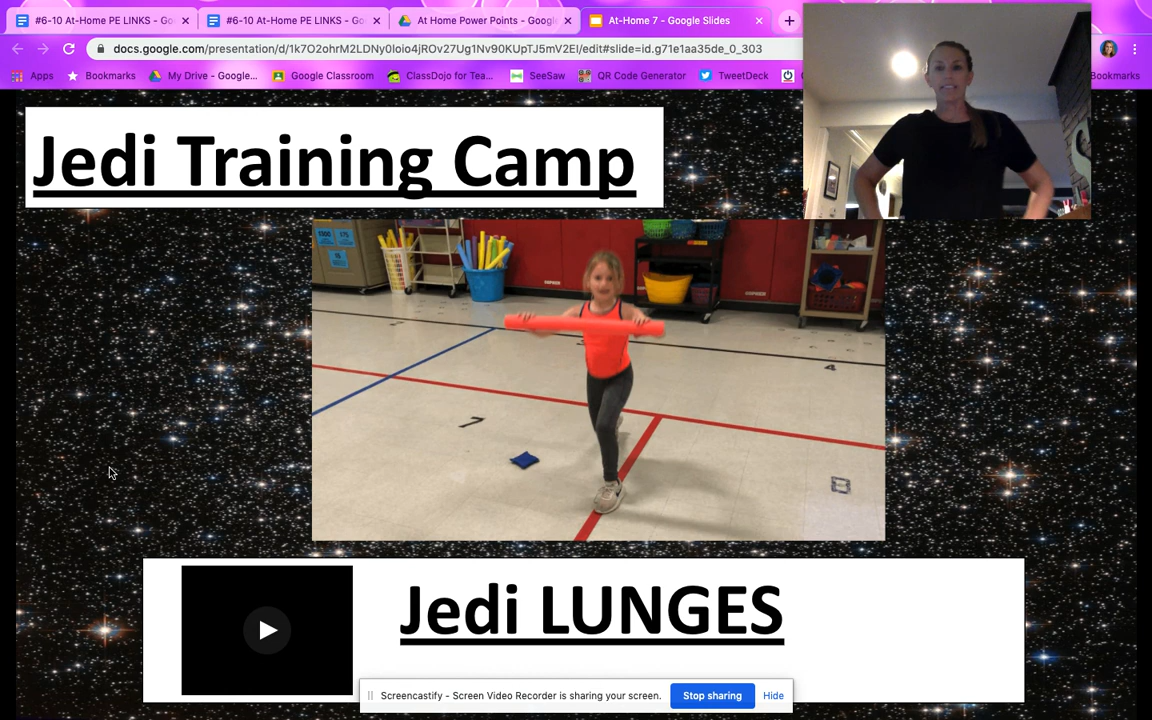 #6-10 At-Home PE LINKS - Go
#6-10 At-Home PE LINKS - Go
At Home Power Points - Googl
At-Home 7 - Google Slides
docs.google.com/presentation/d/1k7O2ohrM2LDNy0Ioio4jROv27Ug1Nv90KUpTJ5mV2EI/edit#slide=id.g71e1aa35de_0_303
Apps
Bookmarks
My Drive - Google...
Google Classroom
ClassDojo for Tea...
SeeSaw
QR Code Generator
TweetDeck
Bookmarks
Jedi Training Camp
7
4
Jedi LUNGES
Screencastify - Screen Video Recorder is sharing your screen.
Stop sharing
Hide